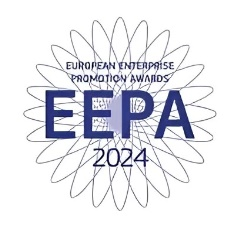 EUROPEAN ENTERPRISE
PROMOTION AWARDS
EEPA
2024